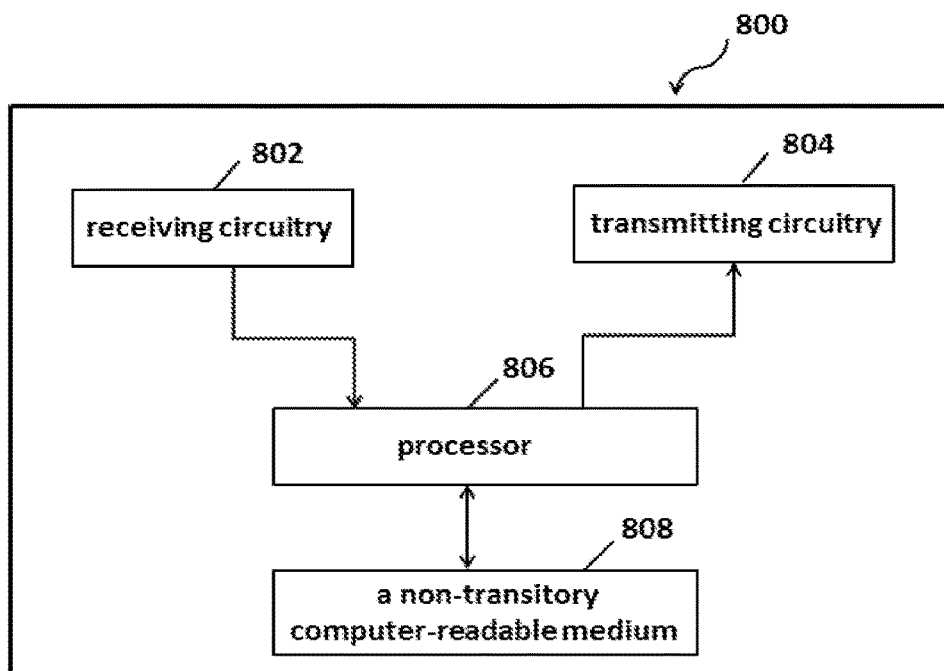 800
802
804
receiving circuitry
transmitting circuitry
806
processor
808
a non-transitory
computer-readable medium